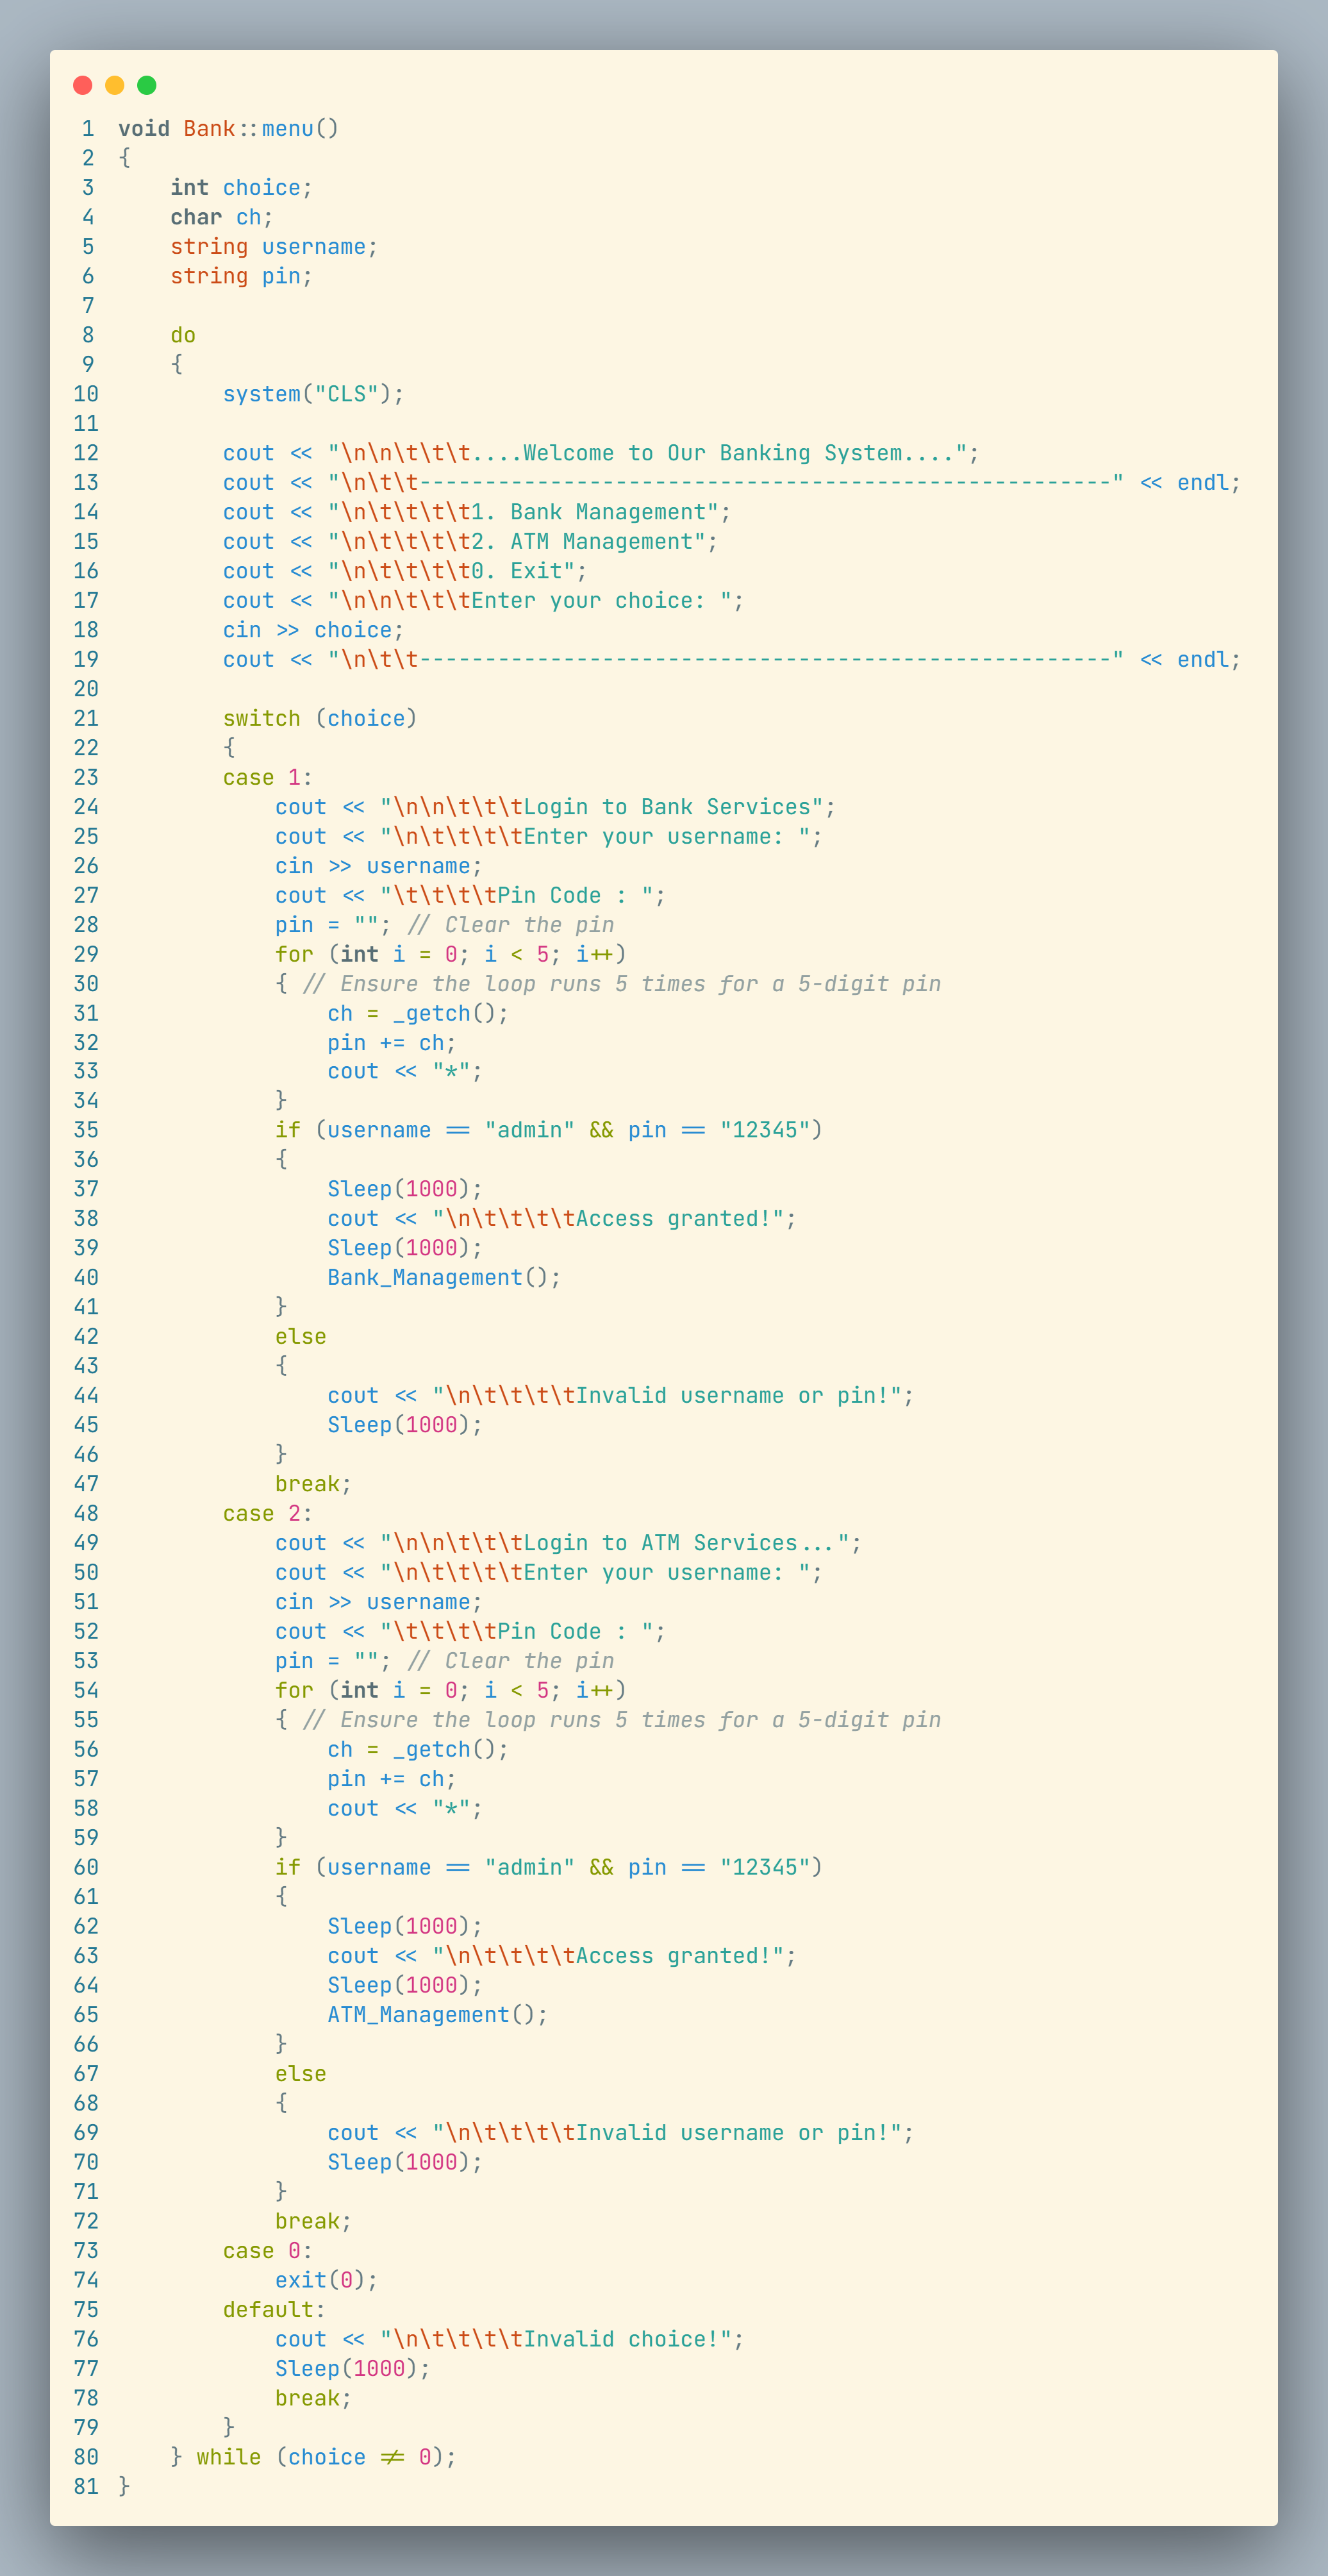 1 void Bank::menu()
2 {
3     int choice;
4     char ch;
5     string username;
6     string pin;
7
8     do
9     {
10         system("CLS");
11
12         cout << "\n\n\t\t\t....Welcome to Our Banking System....";
13         cout << "\n\t\t-----------------------------------------------------" << endl;
14         cout << "\n\t\t\t\t1. Bank Management";
15         cout << "\n\t\t\t\t2. ATM Management";
16         cout << "\n\t\t\t\t0. Exit";
17         cout << "\n\n\t\t\tEnter your choice: ";
18         cin >> choice;
19         cout << "\n\t\t-----------------------------------------------------" << endl;
20
21         switch (choice)
22         {
23         case 1:
24             cout << "\n\n\t\t\tLogin to Bank Services";
25             cout << "\n\t\t\t\tEnter your username: ";
26             cin >> username;
27             cout << "\t\t\t\tPin Code : ";
28             pin = ""; // Clear the pin
29             for (int i = 0; i < 5; i++)
30             { // Ensure the loop runs 5 times for a 5-digit pin
31                 ch = _getch();
32                 pin += ch;
33                 cout << "*";
34             }
35             if (username == "admin" && pin == "12345")
36             {
37                 Sleep(1000);
38                 cout << "\n\t\t\t\tAccess granted!";
39                 Sleep(1000);
40                 Bank_Management();
41             }
42             else
43             {
44                 cout << "\n\t\t\t\tInvalid username or pin!";
45                 Sleep(1000);
46             }
47             break;
48         case 2:
49             cout << "\n\n\t\t\tLogin to ATM Services...";
50             cout << "\n\t\t\t\tEnter your username: ";
51             cin >> username;
52             cout << "\t\t\t\tPin Code : ";
53             pin = ""; // Clear the pin
54             for (int i = 0; i < 5; i++)
55             { // Ensure the loop runs 5 times for a 5-digit pin
56                 ch = _getch();
57                 pin += ch;
58                 cout << "*";
59             }
60             if (username == "admin" && pin == "12345")
61             {
62                 Sleep(1000);
63                 cout << "\n\t\t\t\tAccess granted!";
64                 Sleep(1000);
65                 ATM_Management();
66             }
67             else
68             {
69                 cout << "\n\t\t\t\tInvalid username or pin!";
70                 Sleep(1000);
71             }
72             break;
73         case 0:
74             exit(0);
75         default:
76             cout << "\n\t\t\t\tInvalid choice!";
77             Sleep(1000);
78             break;
79         }
80     } while (choice != 0);
81 }